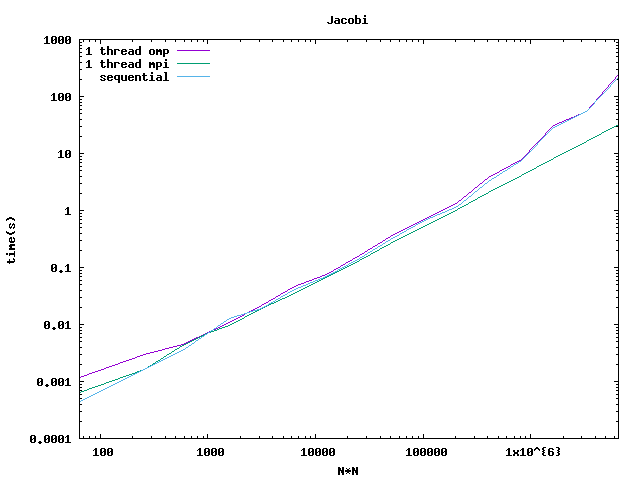 Jacobi
1 thread omp
1 thread mpi
sequential
time(s)
1000
100
10
1
0.1
0.01
0.001
0.0001
100
1000
10000
100000
1x10^{6}
N*N